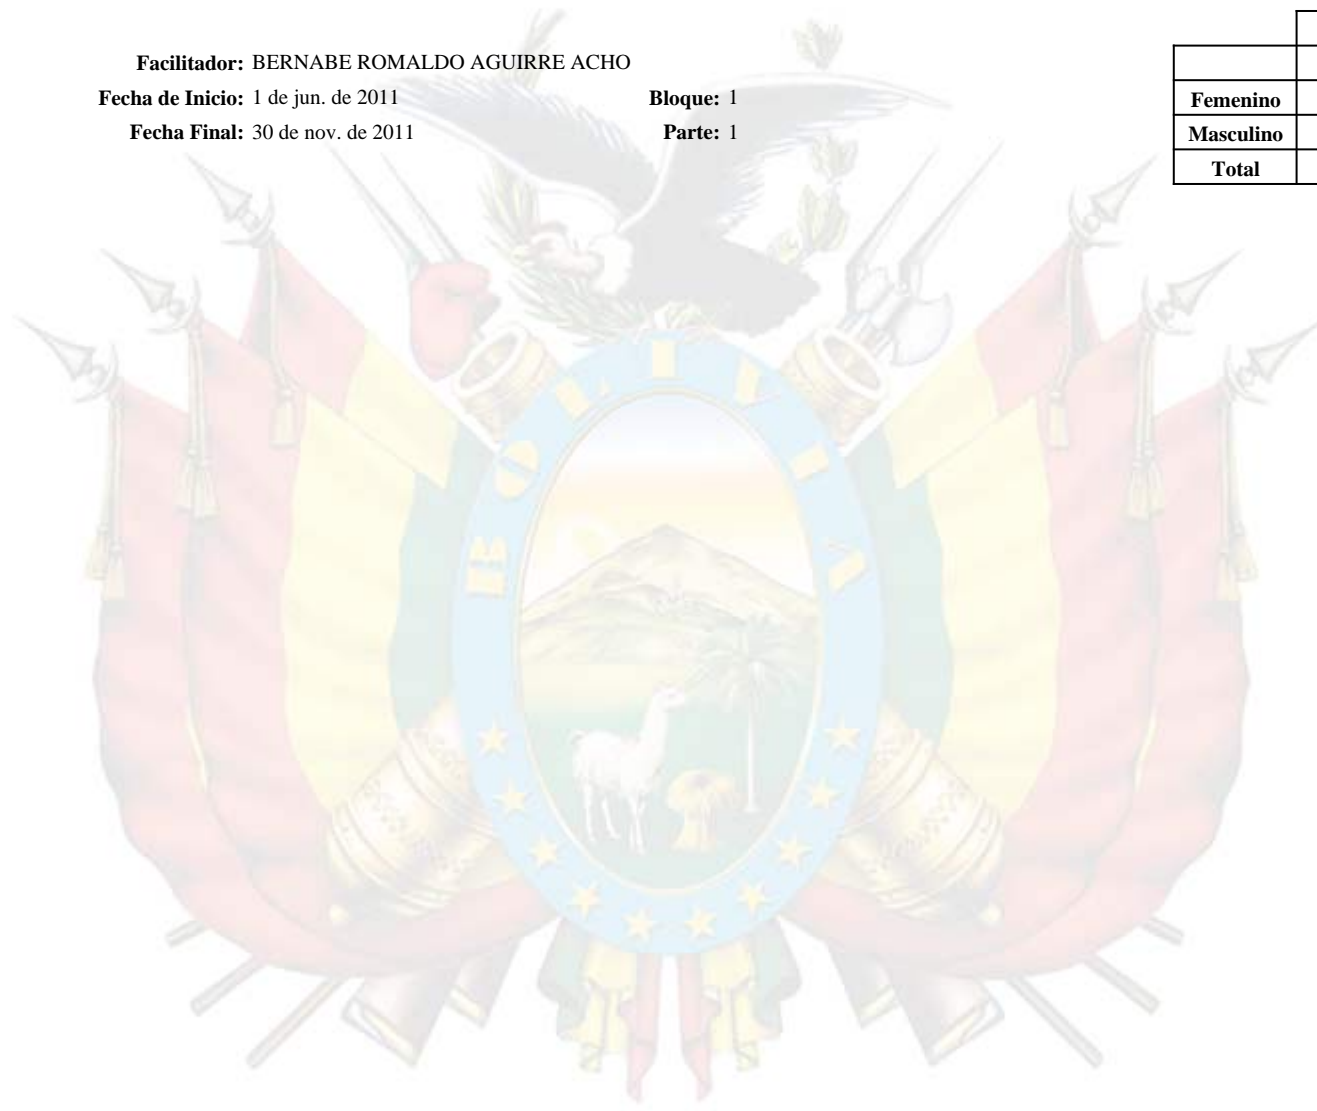 Facilitador: BERNABE ROMALDO AGUIRRE ACHO
Fecha de Inicio: 1 de jun. de 2011 Bloque: 1
Fecha Final: 30 de nov. de 2011 Parte: 1
Femenino
Masculino
Total
BOLIVIA